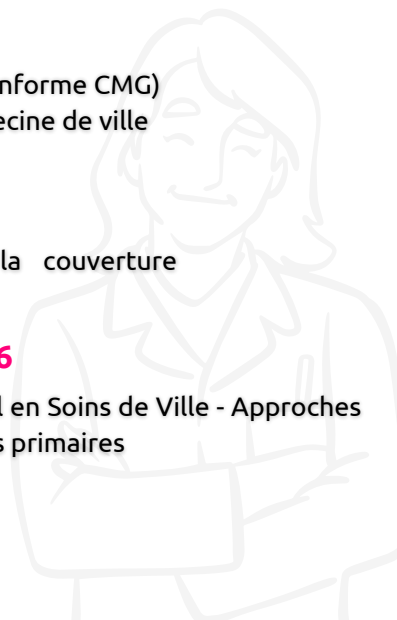 nforme CMG)
ecine de ville
la couverture
6
l en Soins de Ville - Approches
s primaires